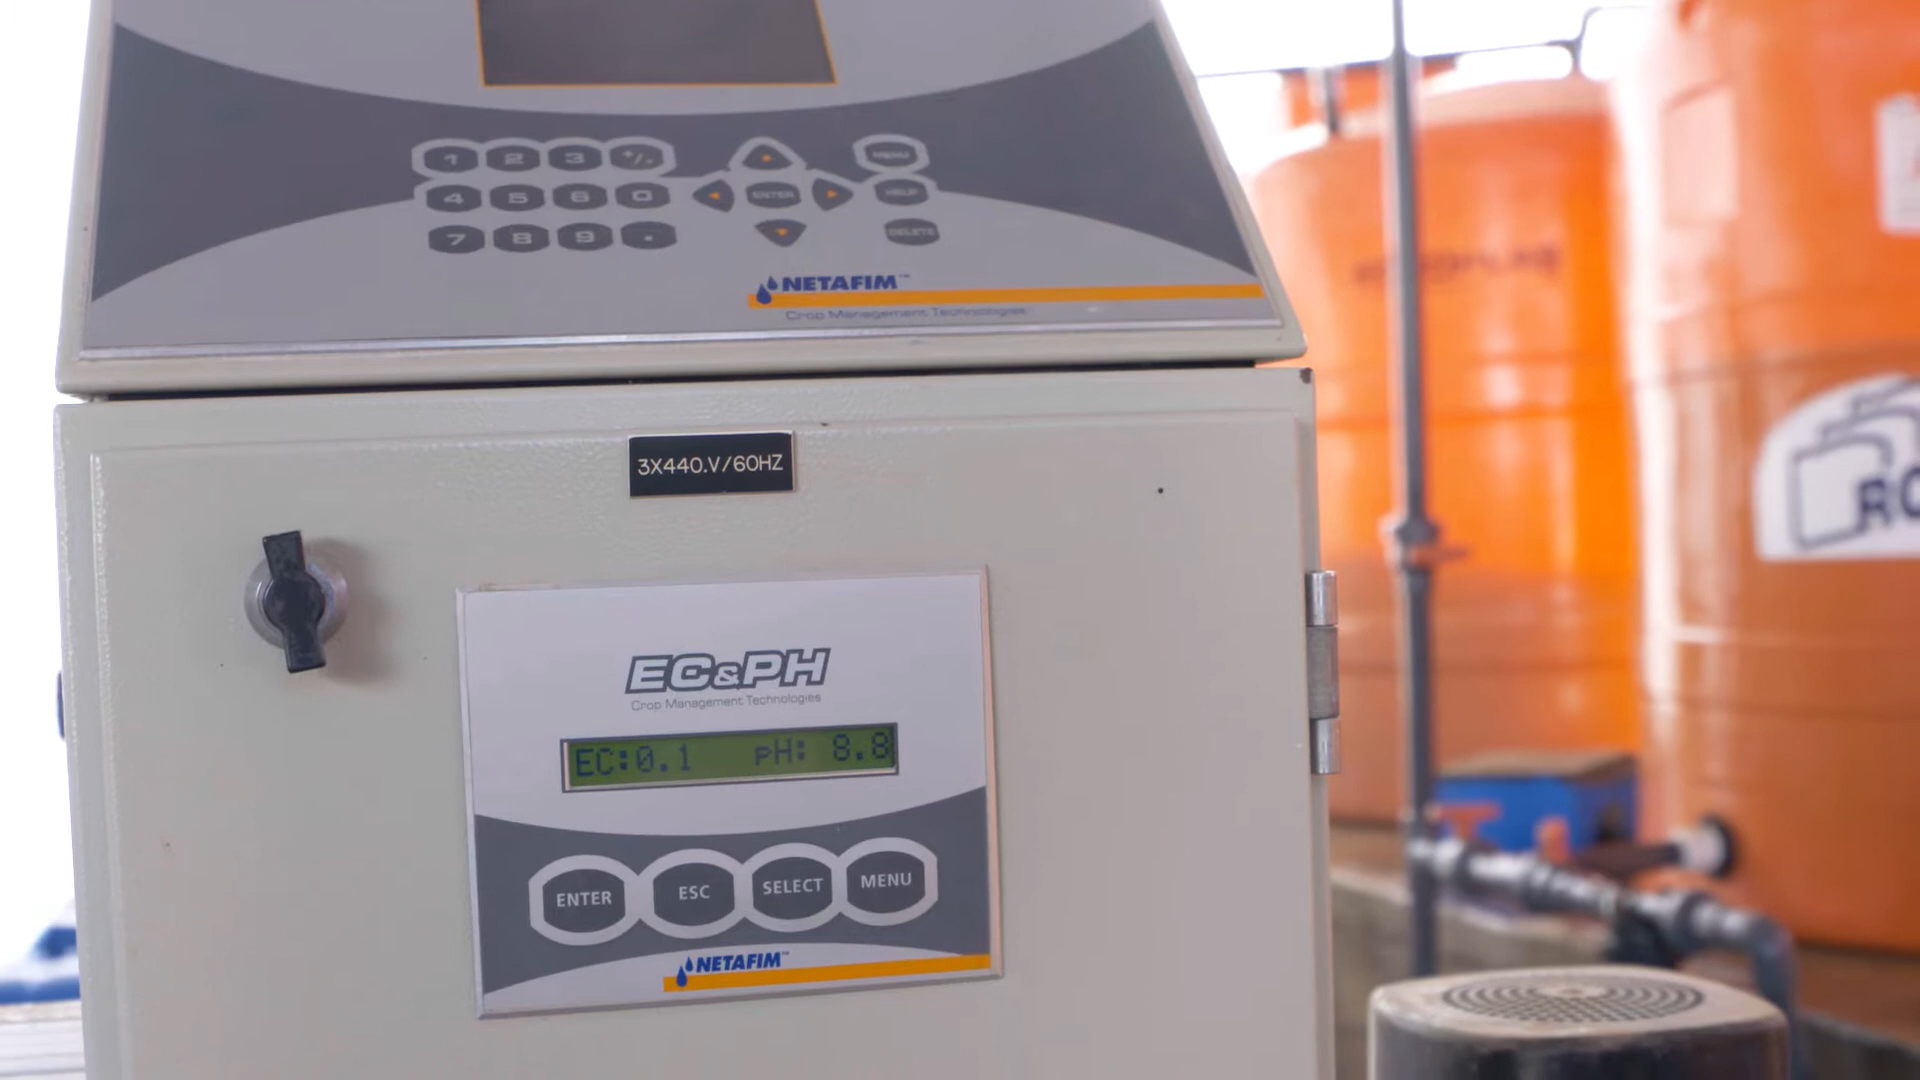 1 2 3 +/-
MENU
4 5 6 0
ENTER
HELP
7 8 9 .
DELETE
NETAFIM™
Crop Management Technologies
3X440.V/60HZ
EC&PH
Crop Management Technologies
EC:0.1 pH: 8.8
ENTER ESC SELECT MENU
NETAFIM™
RO